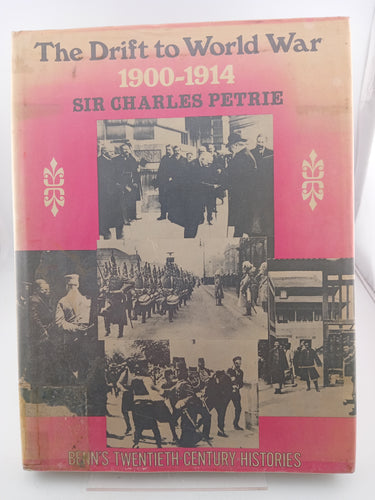 The Drift to World War
1900-1914
SIR CHARLES PETRIE
BENN'S TWENTIETH CENTURY HISTORIES